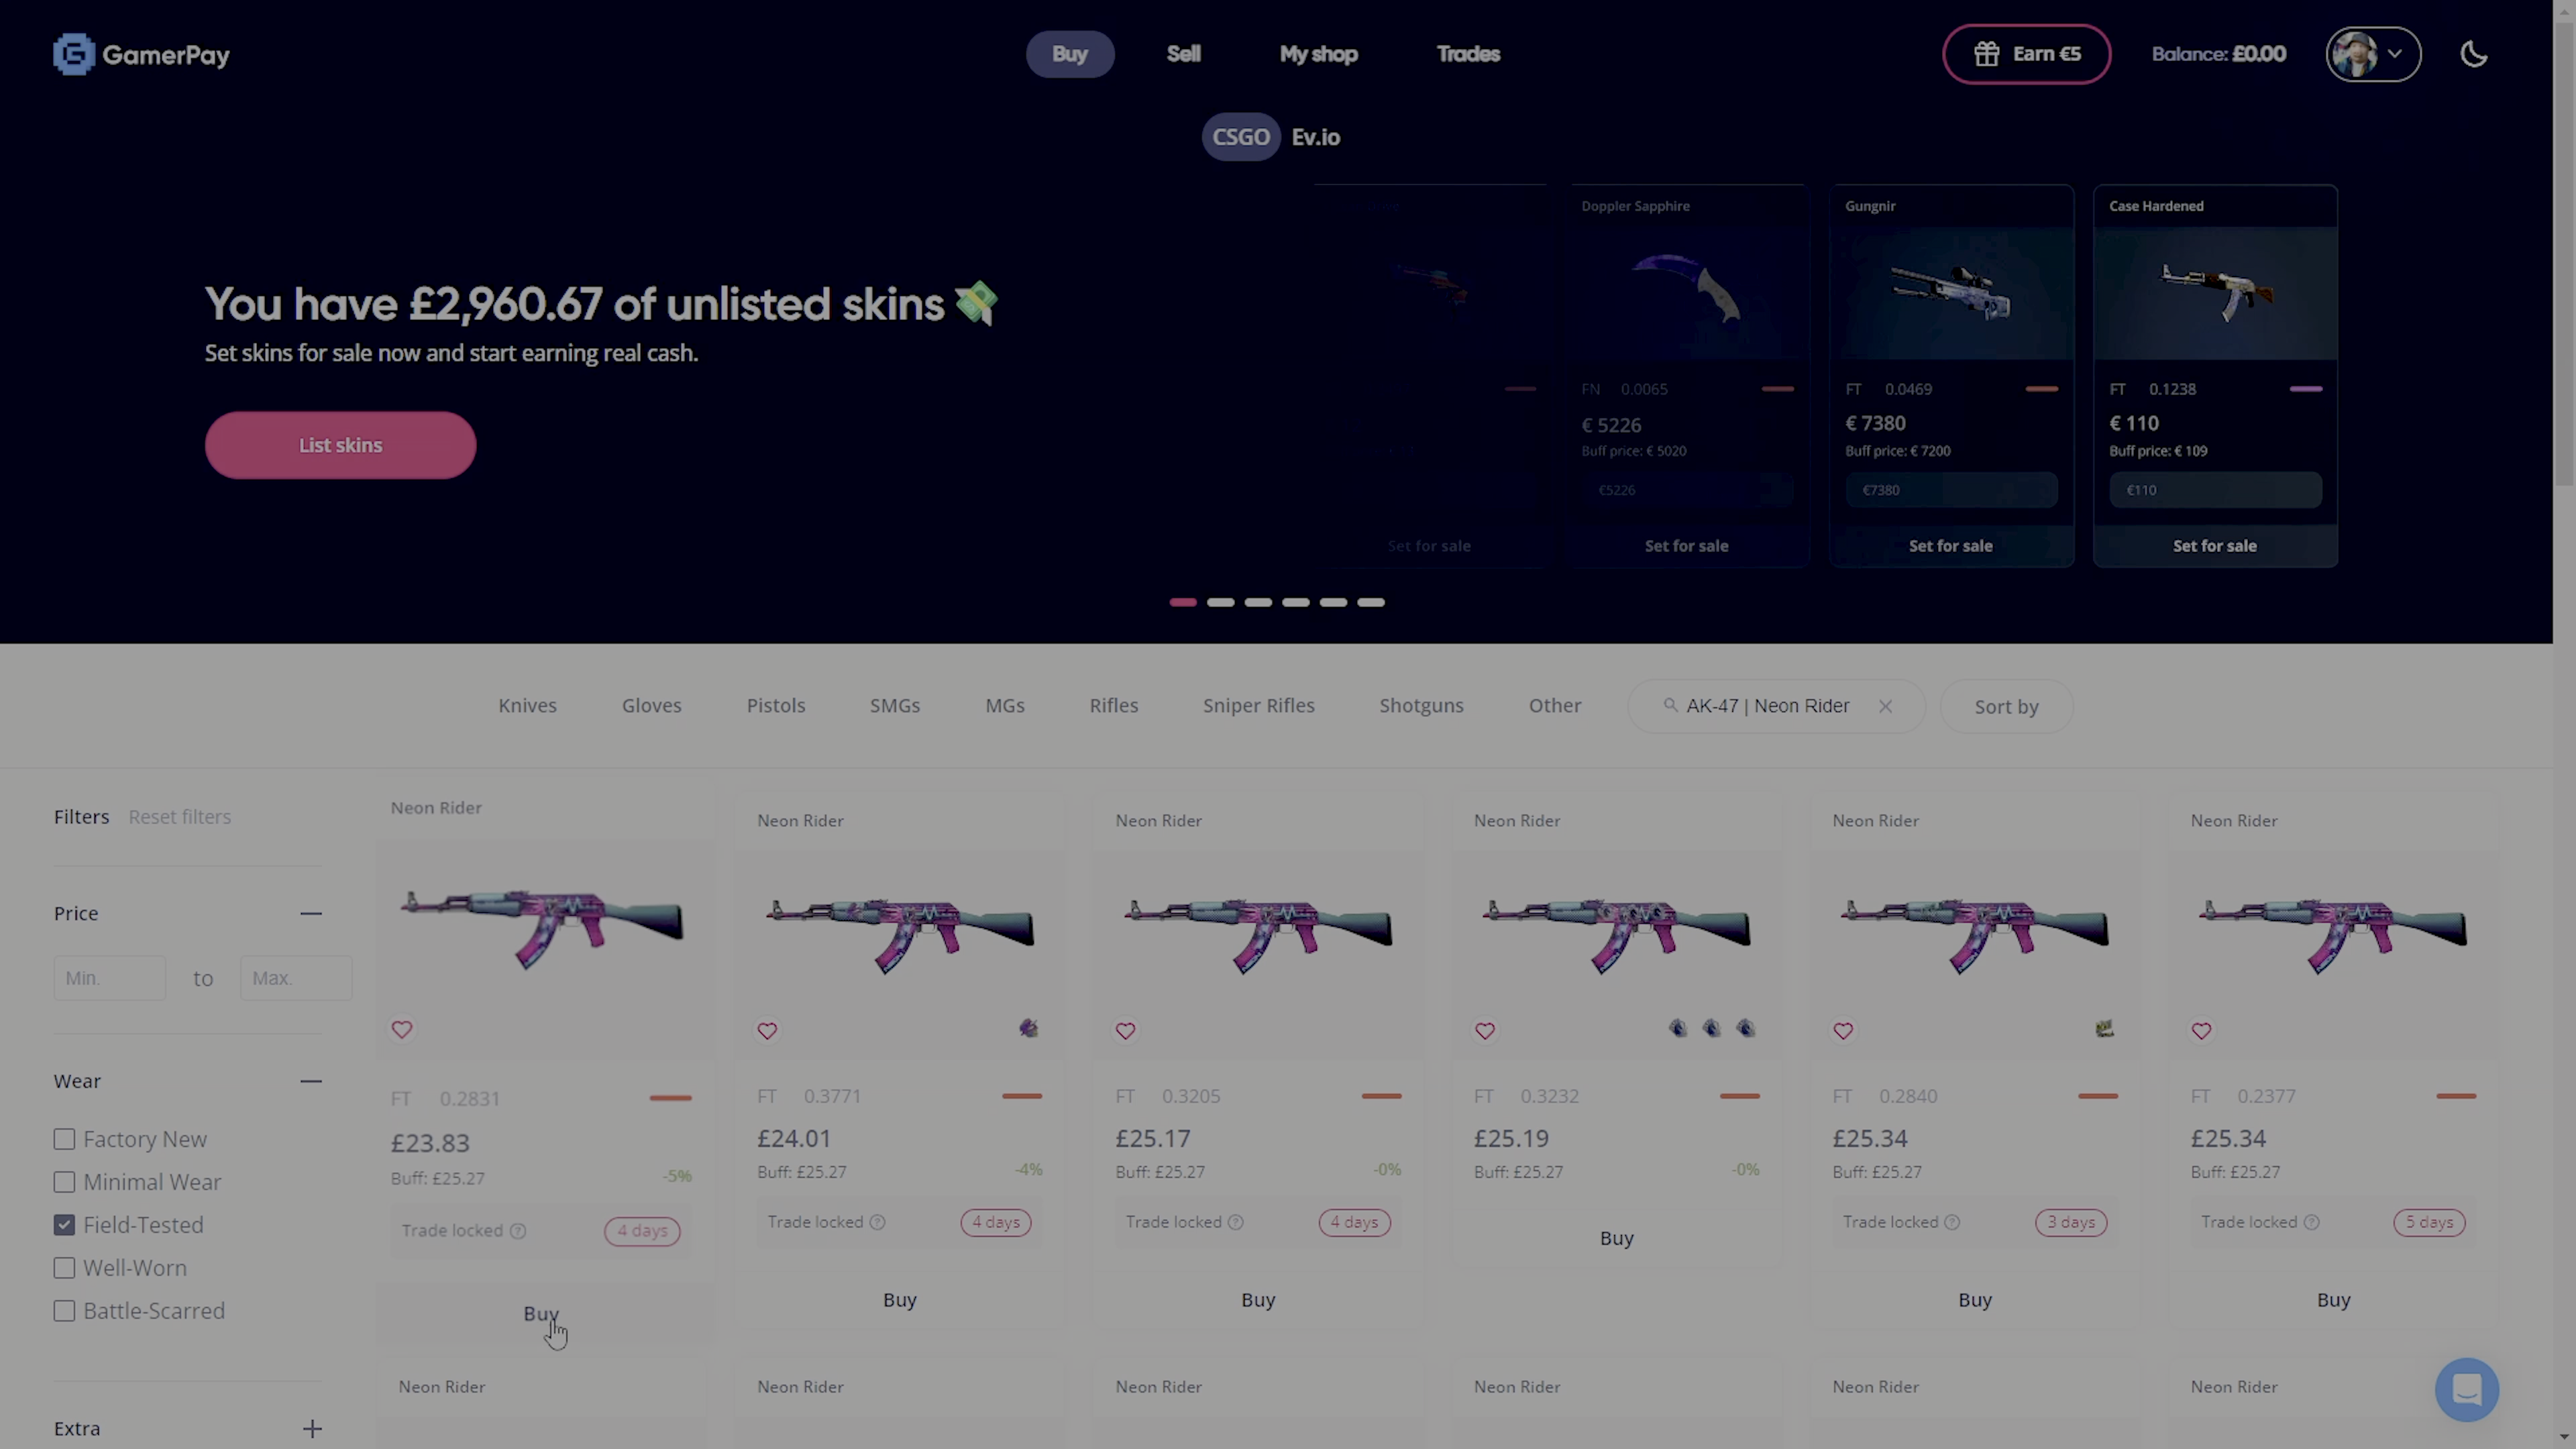 GamerPay
Buy
Sell
My shop
Trades
Earn €5
Balance: £0.00
CSGO
Ev.io
You have £2,960.67 of unlisted skins
Set skins for sale now and start earning real cash.
List skins
Set for sale
Doppler Sapphire
FN 0.0065
€ 5226
Buff price: € 5020
€5226
Set for sale
Gungnir
FT 0.0469
€ 7380
Buff price: € 7200
€7380
Set for sale
Case Hardened
FT 0.1238
€ 110
Buff price: € 109
€110
Set for sale
Knives
Gloves
Pistols
SMGs
MGs
Rifles
Sniper Rifles
Shotguns
Other
AK-47 | Neon Rider
Sort by
Filters
Reset filters
Price
Min.
to
Max.
Wear
Factory New
Minimal Wear
Field-Tested
Well-Worn
Battle-Scarred
Extra
Neon Rider
FT 0.2831
£23.83
Buff: £25.27
-5%
Trade locked
4 days
Buy
Neon Rider
FT 0.3771
£24.01
Buff: £25.27
-4%
Trade locked
4 days
Buy
Neon Rider
FT 0.3205
£25.17
Buff: £25.27
-0%
Trade locked
4 days
Buy
Neon Rider
FT 0.3232
£25.19
Buff: £25.27
-0%
Buy
Neon Rider
FT 0.2840
£25.34
Buff: £25.27
Trade locked
3 days
Buy
Neon Rider
FT 0.2377
£25.34
Buff: £25.27
Trade locked
5 days
Buy
Neon Rider
Neon Rider
Neon Rider
Neon Rider
Neon Rider
Neon Rider